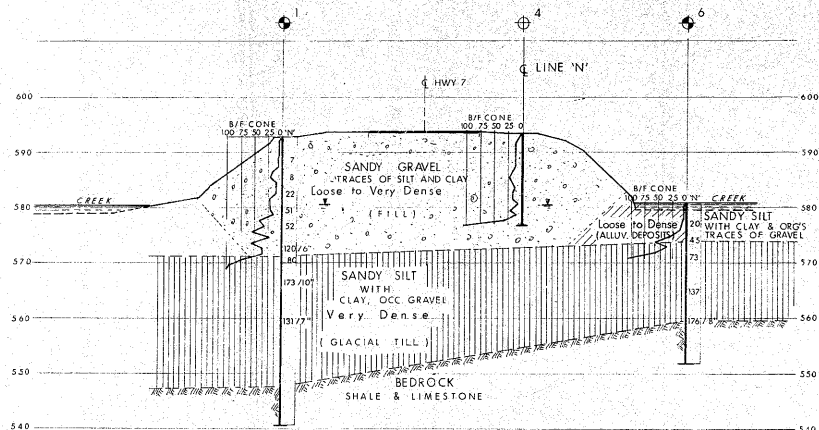 1
4
6
℄ LINE 'N'
℄ HWY 7
600
600
B/F CONE
100 75 50 25 0 'N'
B/F CONE
100 75 50 25 0
590
590
7
8
22
51
52
120/6"
80
173/10"
131/7"
SANDY GRAVEL
TRACES OF SILT AND CLAY
Loose to Very Dense
(FILL)
B/F CONE
100 75 50 25 0 'N'
CREEK
CREEK
580
580
Loose to Dense
(ALLUV. DEPOSITS)
20
45
73
137
176/8"
SANDY SILT
WITH CLAY & ORG'S
TRACES OF GRAVEL
570
570
SANDY SILT
WITH
CLAY, OCC. GRAVEL
Very Dense
(GLACIAL TILL)
560
560
550
550
BEDROCK
SHALE & LIMESTONE
540
540